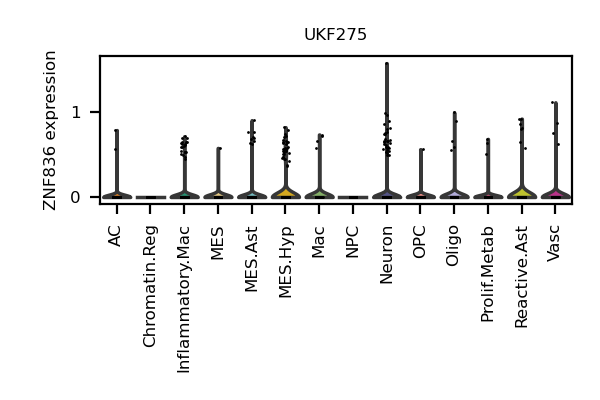 UKF275
ZNF836 expression
1
0
AC
Chromatin.Reg
Inflammatory.Mac
MES
MES.Ast
MES.Hyp
Mac
NPC
Neuron
OPC
Oligo
Prolif.Metab
Reactive.Ast
Vasc